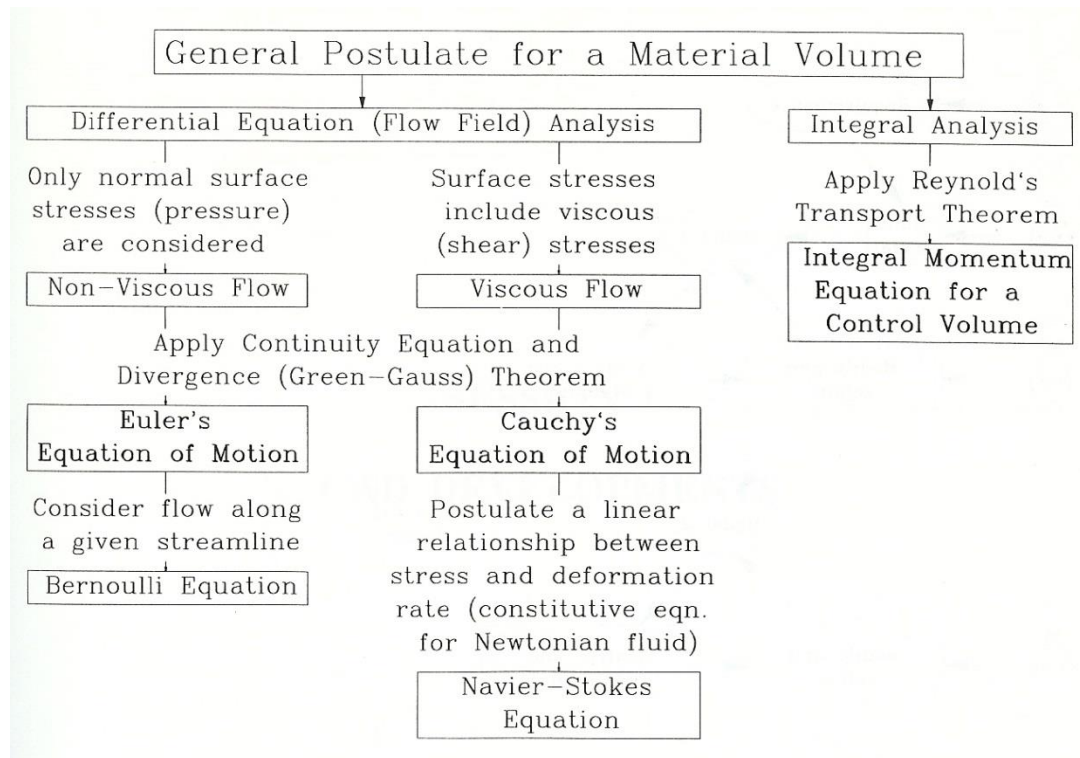 General Postulate for a Material Volume
Differential Equation (Flow Field) Analysis
Only normal surface
stresses (pressure)
are considered
Non-Viscous Flow
Surface stresses
include viscous
(shear) stresses
Viscous Flow
Apply Continuity Equation and
Divergence (Green-Gauss) Theorem
Euler's
Equation of Motion
Consider flow along
a given streamline
Bernoulli Equation
Cauchy‘s
Equation of Motion
Postulate a linear
relationship between
stress and deformation
rate (constitutive eqn.
for Newtonian fluid)
Navier-Stokes
Equation
Integral Analysis
Apply Reynold‘s
Transport Theorem
Integral Momentum
Equation for a
Control Volume